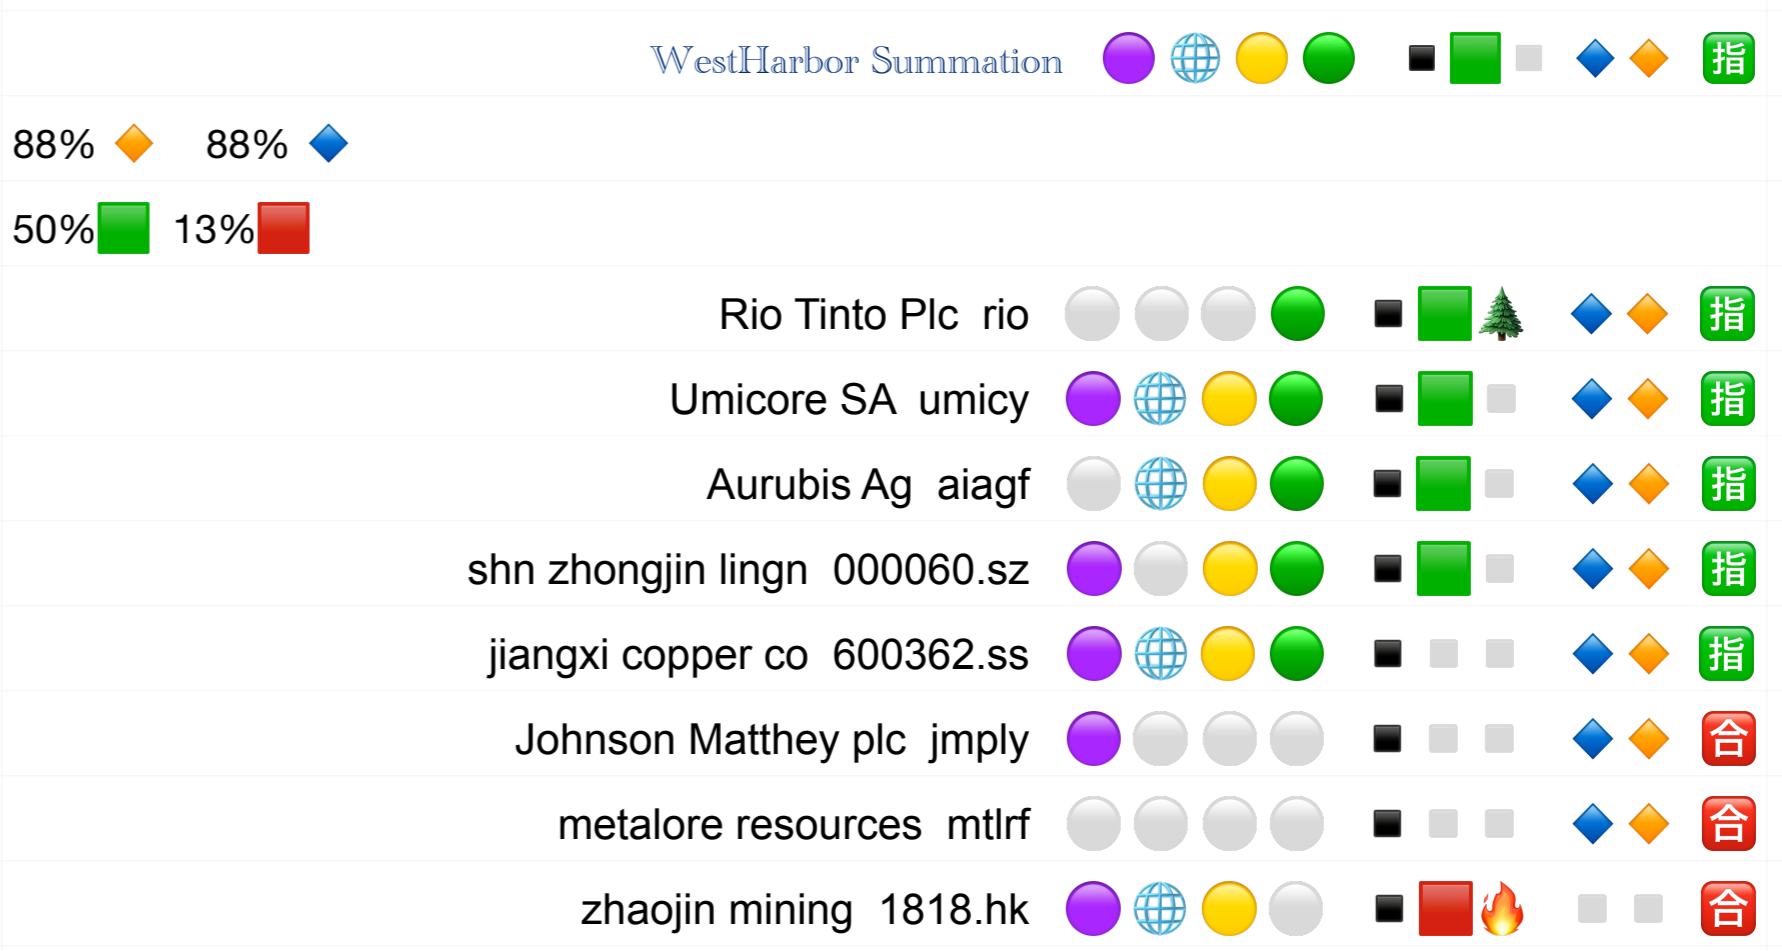 WestHarbor Summation 🟣 🌐 🟡 🟢 ◾ 🟩 ◽ 🔷 🔶 指
88% 🔶 88% 🔷
50%🟩 13%🟥
Rio Tinto Plc rio 指
Umicore SA umicy 指
Aurubis Ag aiagf 指
shn zhongjin lingn 000060.sz 指
jiangxi copper co 600362.ss 指
Johnson Matthey plc jmply 合
metalore resources mtlrf 合
zhaojin mining 1818.hk 合